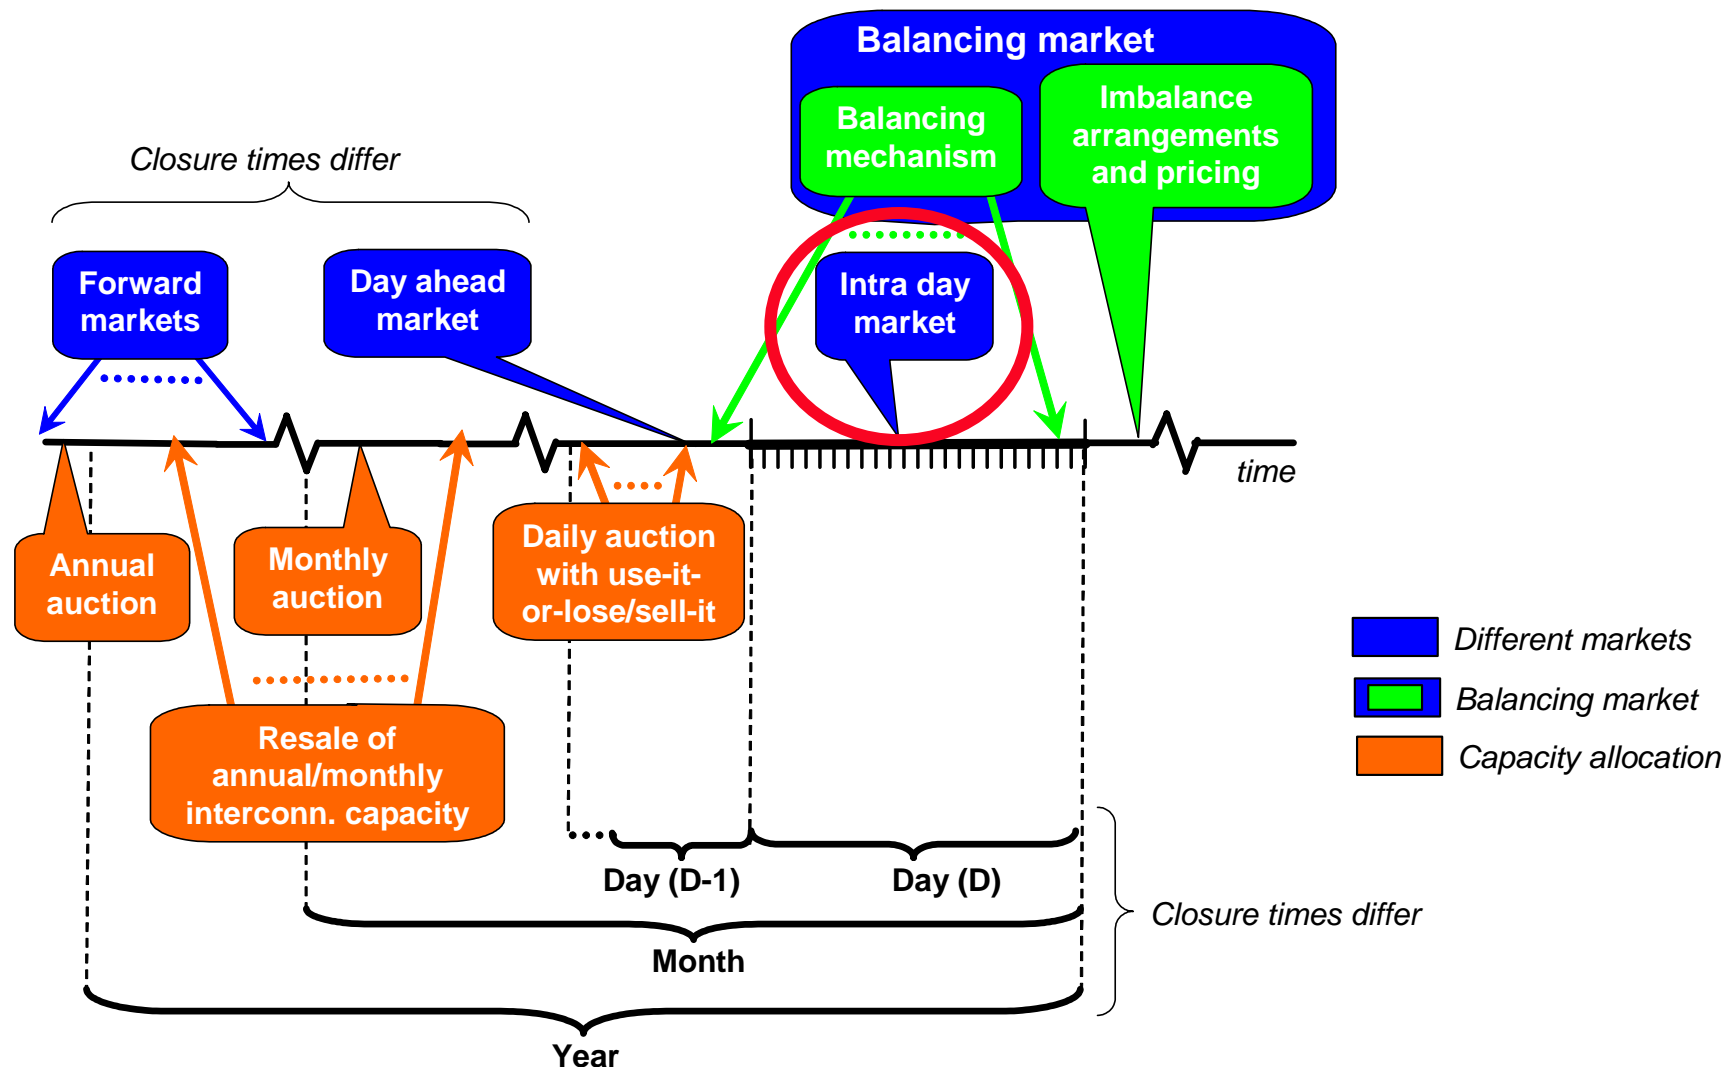 Balancing market
Balancing
mechanism
Imbalance
arrangements
and pricing
Closure times differ
Forward
markets
Day ahead
market
Intra day
market
time
Annual
auction
Monthly
auction
Daily auction
with use-it-
or-lose/sell-it
Resale of
annual/monthly
interconn. capacity
Different markets
Balancing market
Capacity allocation
Day (D-1)
Day (D)
Closure times differ
Month
Year